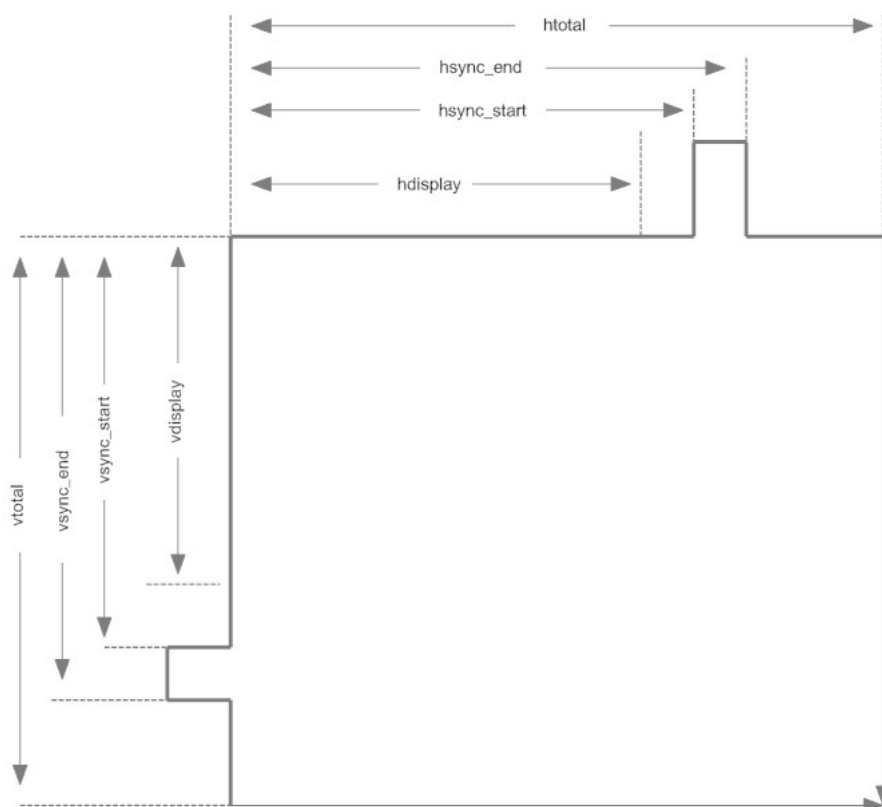 htotal
hsync_end
hsync_start
hdisplay
vdisplay
vsync_start
vsync_end
vtotal